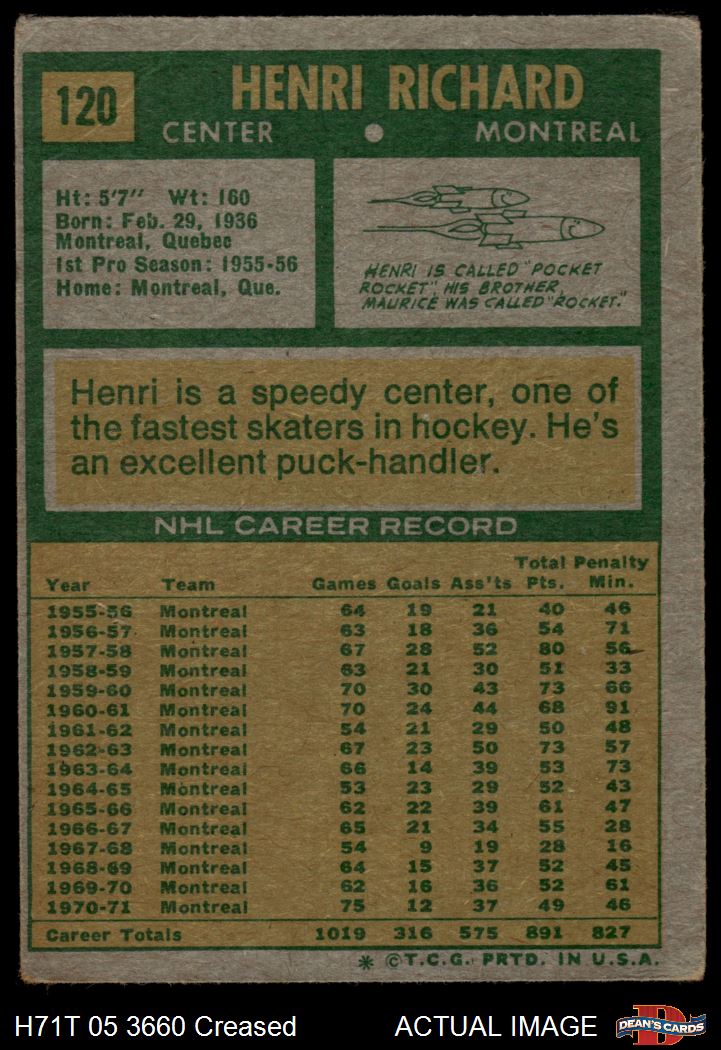 120
HENRI RICHARD
CENTER ● MONTREAL
Ht: 5'7" Wt: 160
Born: Feb. 29, 1936
Montreal, Quebec
1st Pro Season: 1955-56
Home: Montreal, Que.
HENRI IS CALLED "POCKET
ROCKET", HIS BROTHER,
MAURICE WAS CALLED "ROCKET."
Henri is a speedy center, one of
the fastest skaters in hockey. He's
an excellent puck-handler.
NHL CAREER RECORD
Total Penalty
Year Team Games Goals Ass'ts Pts. Min.
1955-56 Montreal 64 19 21 40 46
1956-57 Montreal 63 18 36 54 71
1957-58 Montreal 67 28 52 80 56
1958-59 Montreal 63 21 30 51 33
1959-60 Montreal 70 30 43 73 66
1960-61 Montreal 70 24 44 68 91
1961-62 Montreal 54 21 29 50 48
1962-63 Montreal 67 23 50 73 57
1963-64 Montreal 66 14 39 53 73
1964-65 Montreal 53 23 29 52 43
1965-66 Montreal 62 22 39 61 47
1966-67 Montreal 65 21 34 55 28
1967-68 Montreal 54 9 19 28 16
1968-69 Montreal 64 15 37 52 45
1969-70 Montreal 62 16 36 52 61
1970-71 Montreal 75 12 37 49 46
Career Totals 1019 316 575 891 827
* © T.C.G. PRTD. IN U.S.A.
H71T 05 3660 Creased ACTUAL IMAGE
D
DEAN'S CARDS